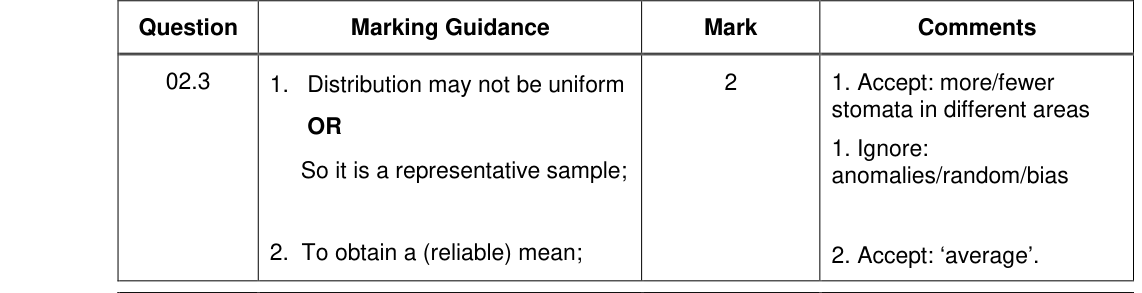 Question Marking Guidance Mark Comments
02.3 1. Distribution may not be uniform 2 1. Accept: more/fewer
stomata in different areas
OR
1. Ignore:
So it is a representative sample;
anomalies/random/bias
2. To obtain a (reliable) mean; 2. Accept: ‘average’.